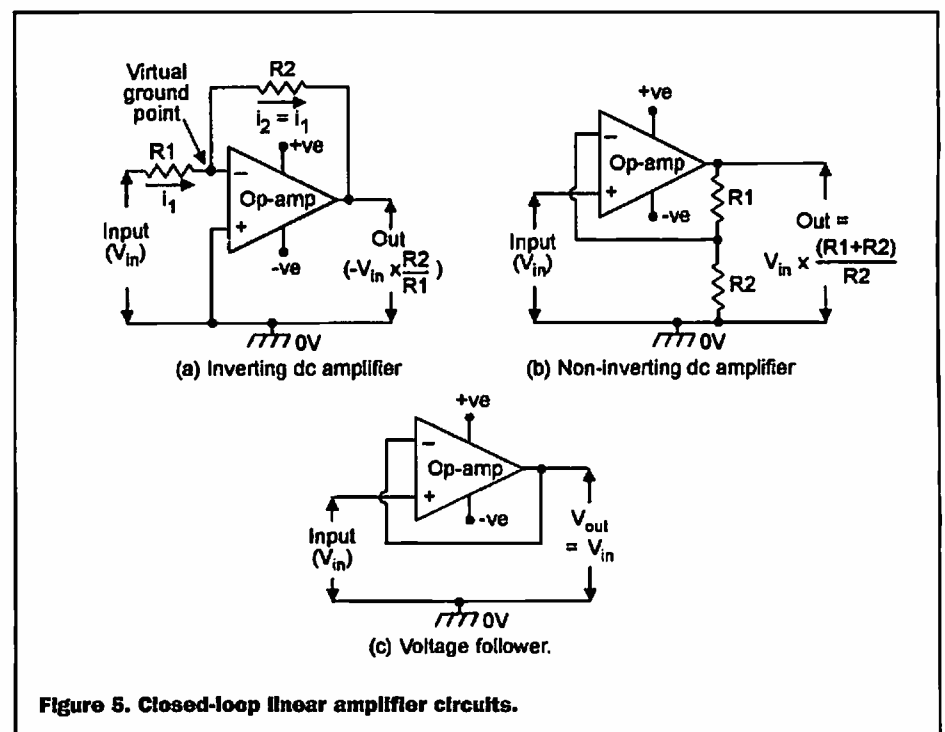 Virtual
ground
point
R2
i2 = i1
R1
i1
+ve
−
Op-amp
+
-ve
Input
(Vin)
Out
(-Vin x R2/R1)
0V
(a) Inverting dc amplifier
+ve
−
Op-amp
+
-ve
R1
R2
Input
(Vin)
Out =
Vin x (R1+R2)/R2
0V
(b) Non-inverting dc amplifier
+ve
−
Op-amp
+
-ve
Input
(Vin)
Vout
= Vin
0V
(c) Voltage follower.
Figure 5. Closed-loop linear amplifier circuits.